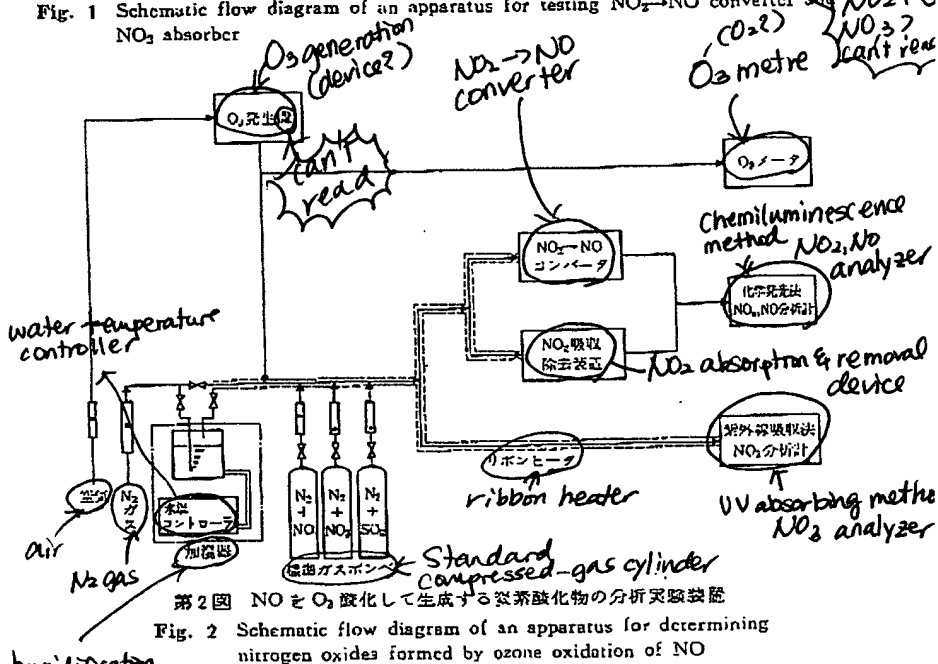 Fig. 1 Schematic flow diagram of an apparatus for testing NO₂→NO converter and
NO₃ absorber
O₃ generation
(device?)
NO₂→NO
converter
(O₂?)
O₃ metre
NO₃?
can't read
O₃発生器
can't
read
O₃メータ
NO₂→NO
コンバータ
chemiluminescence
method NO₂, NO
analyzer
化学発光法
NOₓ, NO分析計
water temperature
controller
NO₂吸収
除去装置
NO₂ absorption & removal
device
紫外線吸収法
NO₂分析計
リボンヒータ
ribbon heater
UV absorbing method
NO₃ analyzer
空気
air
N₂ガス
N₂ gas
水温
コントローラ
加湿器
N₂+NO
N₂+NO₂
N₂+SO₂
標準ガスボンベ
Standard
compressed-gas cylinder
第2図 NOをO₃酸化して生成する窒素酸化物の分析実験装置
Fig. 2 Schematic flow diagram of an apparatus for determining
nitrogen oxides formed by ozone oxidation of NO